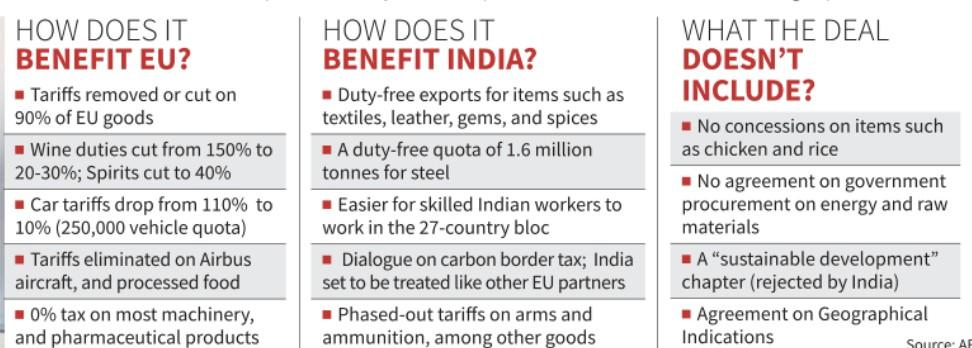 HOW DOES IT
BENEFIT EU?
■ Tariffs removed or cut on
90% of EU goods
■ Wine duties cut from 150% to
20-30%; Spirits cut to 40%
■ Car tariffs drop from 110% to
10% (250,000 vehicle quota)
■ Tariffs eliminated on Airbus
aircraft, and processed food
■ 0% tax on most machinery,
and pharmaceutical products
HOW DOES IT
BENEFIT INDIA?
■ Duty-free exports for items such as
textiles, leather, gems, and spices
■ A duty-free quota of 1.6 million
tonnes for steel
■ Easier for skilled Indian workers to
work in the 27-country bloc
■ Dialogue on carbon border tax; India
set to be treated like other EU partners
■ Phased-out tariffs on arms and
ammunition, among other goods
WHAT THE DEAL
DOESN'T
INCLUDE?
■ No concessions on items such
as chicken and rice
■ No agreement on government
procurement on energy and raw
materials
■ A “sustainable development”
chapter (rejected by India)
■ Agreement on Geographical
Indications
Source: